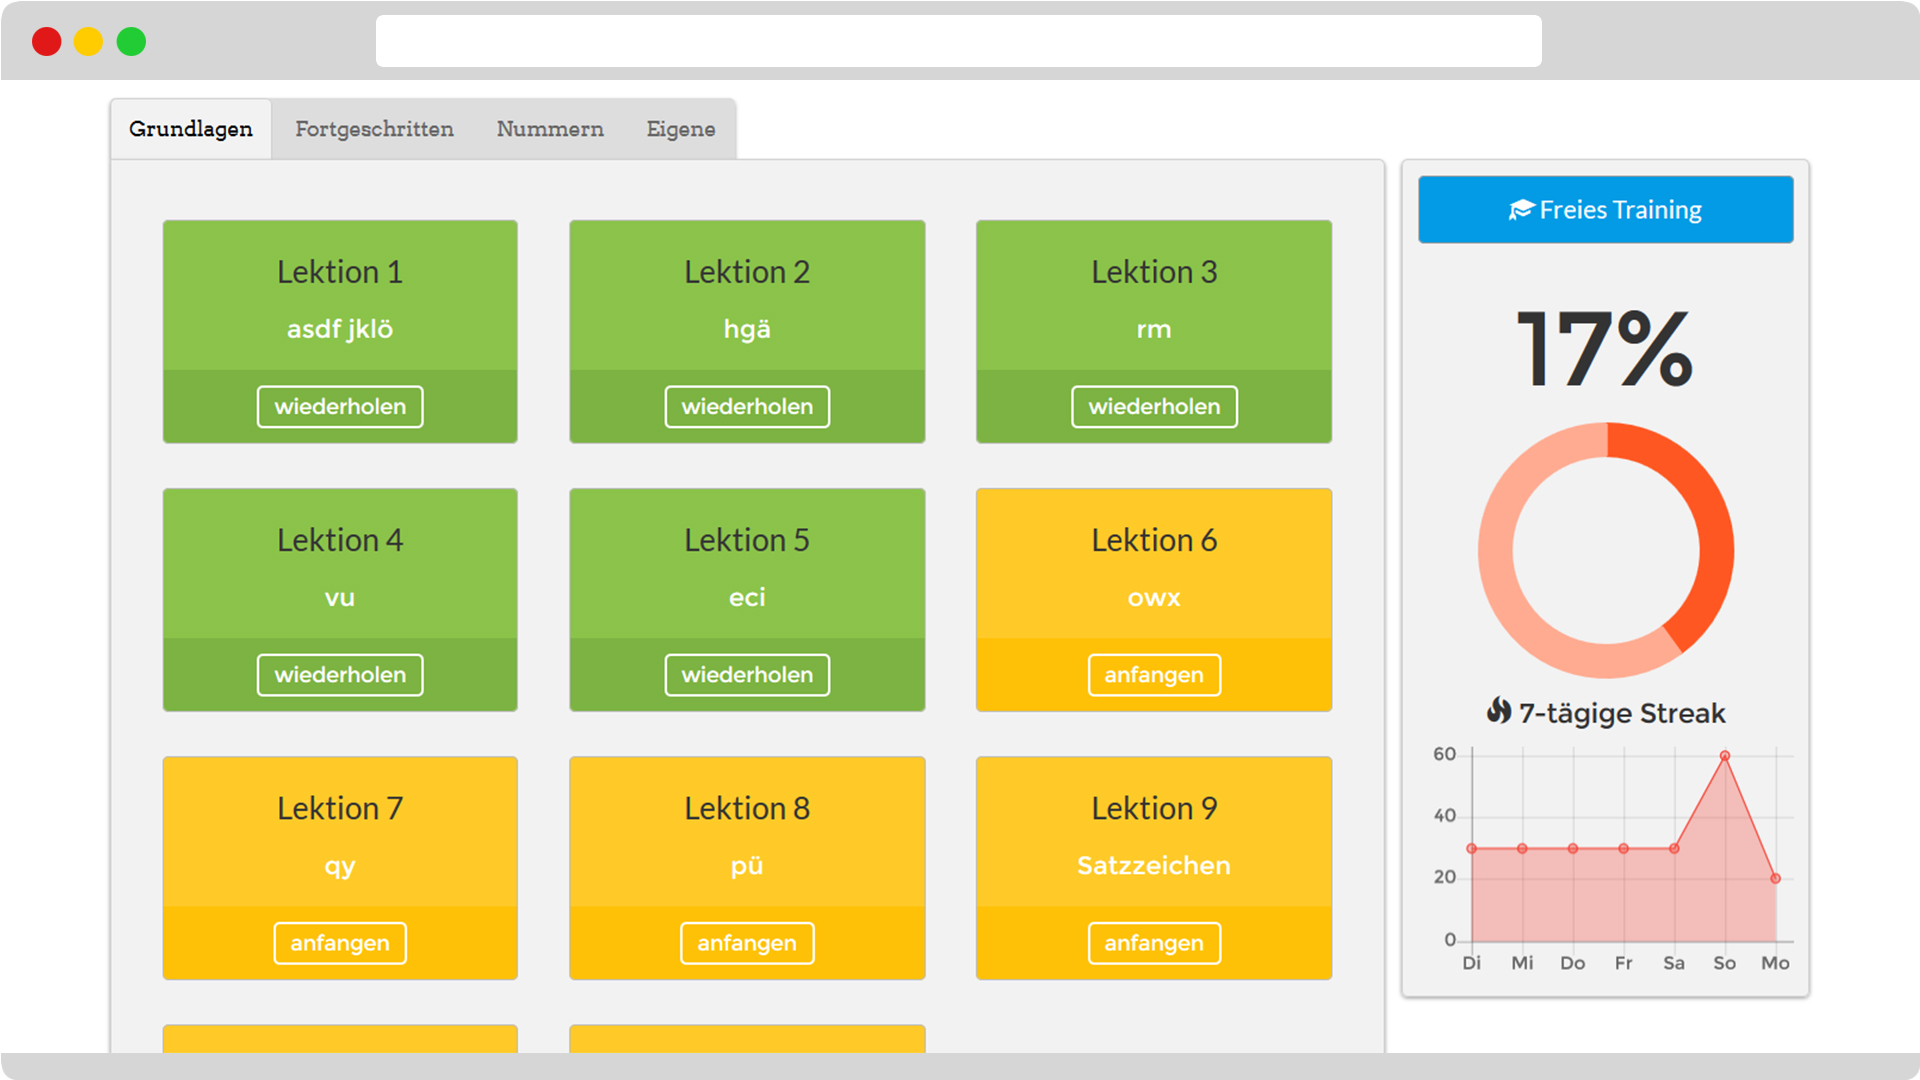 Grundlagen
Fortgeschritten
Nummern
Eigene
Lektion 1
asdf jklö
wiederholen
Lektion 2
hgä
wiederholen
Lektion 3
rm
wiederholen
Lektion 4
vu
wiederholen
Lektion 5
eci
wiederholen
Lektion 6
owx
anfangen
Lektion 7
qy
anfangen
Lektion 8
pü
anfangen
Lektion 9
Satzzeichen
anfangen
Freies Training
17%
7-tägige Streak
60
40
20
0
Di Mi Do Fr Sa So Mo